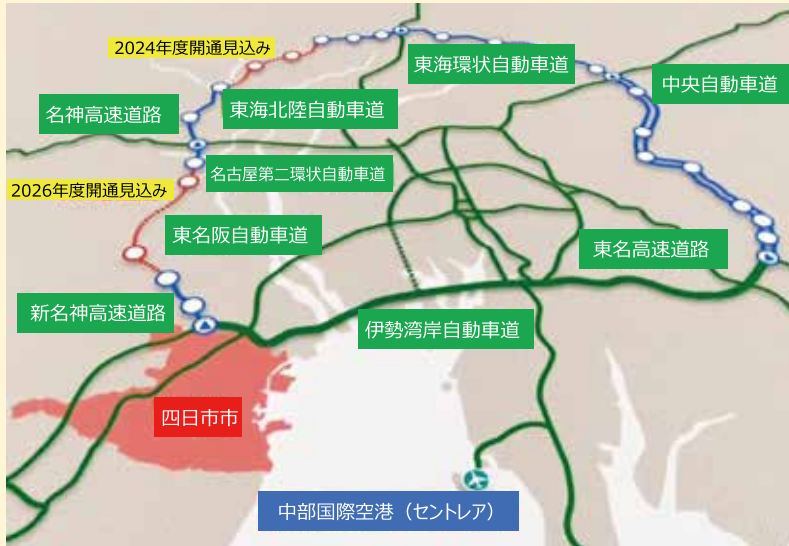 2024年度開通見込み
東海環状自動車道
中央自動車道
名神高速道路
東海北陸自動車道
名古屋第二環状自動車道
2026年度開通見込み
東名阪自動車道
東名高速道路
新名神高速道路
伊勢湾岸自動車道
四日市市
中部国際空港（セントレア）